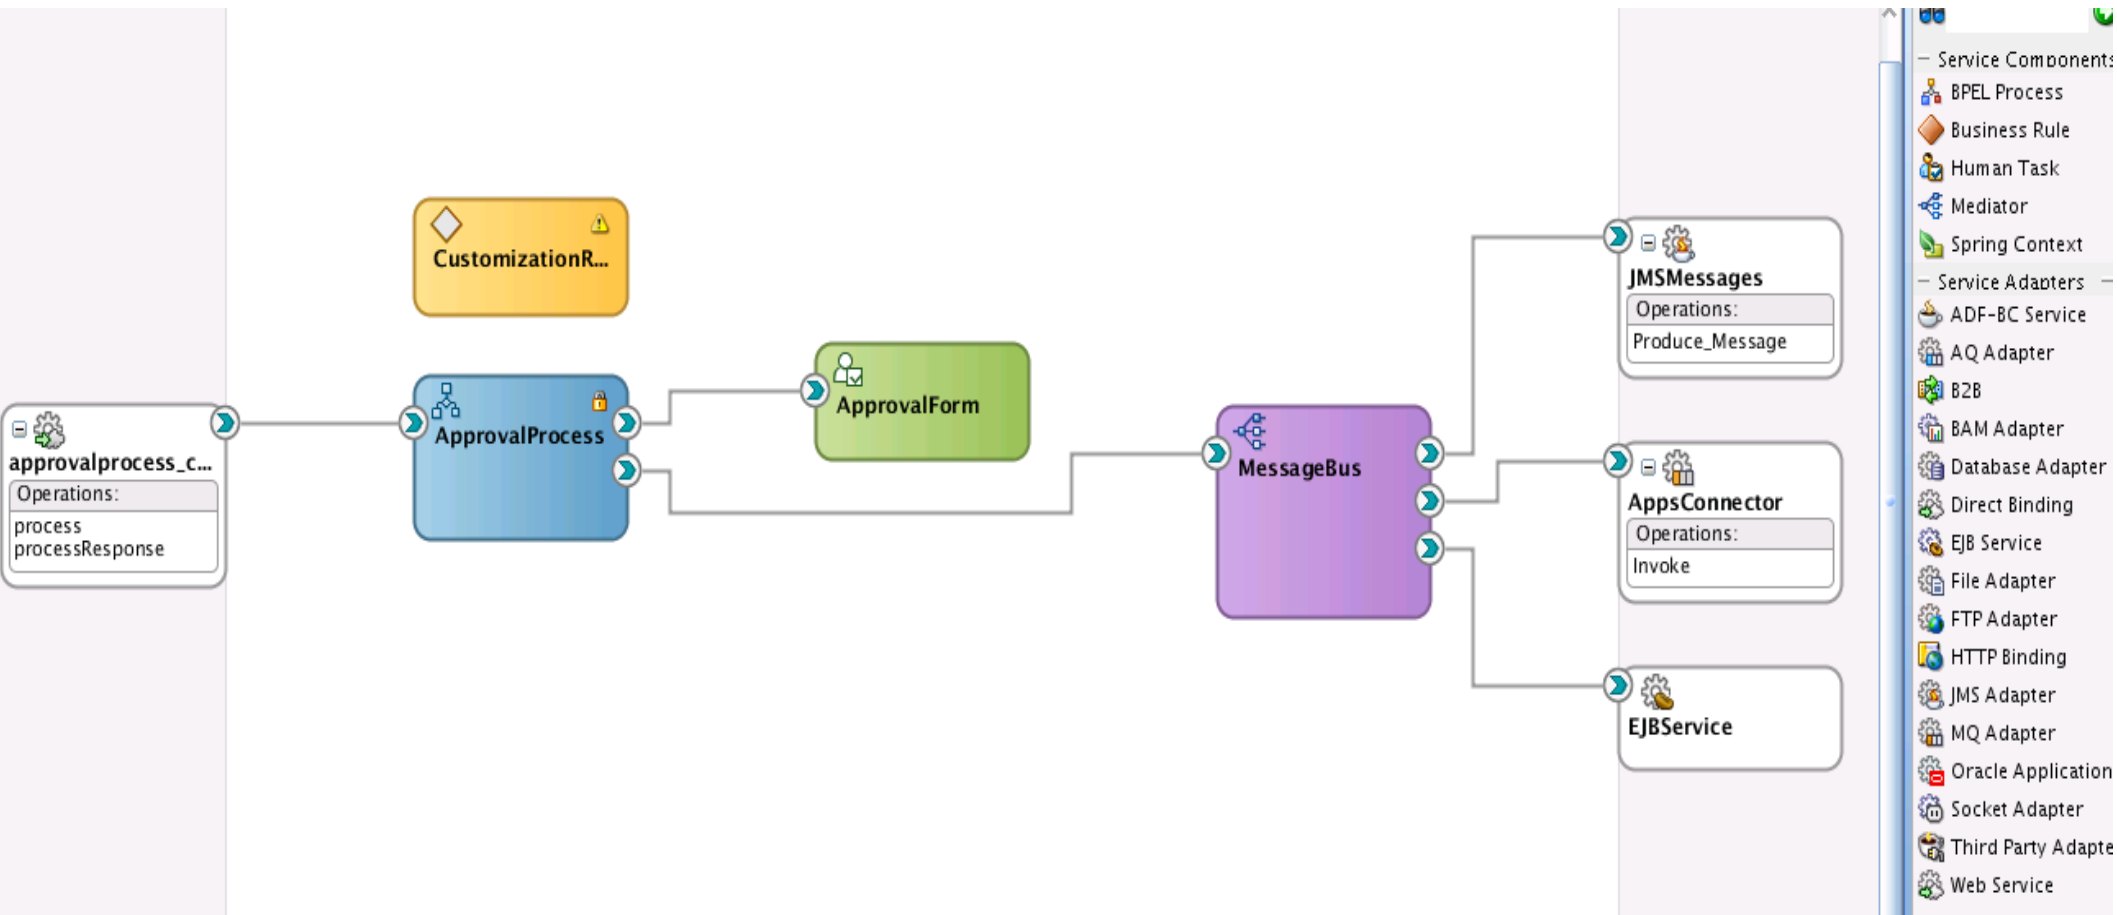 approvalprocess_c...
Operations:
process
processResponse
CustomizationR...
ApprovalProcess
ApprovalForm
MessageBus
JMSMessages
Operations:
Produce_Message
AppsConnector
Operations:
Invoke
EJBService
Service Components
BPEL Process
Business Rule
Human Task
Mediator
Spring Context
Service Adapters
ADF-BC Service
AQ Adapter
B2B
BAM Adapter
Database Adapter
Direct Binding
EJB Service
File Adapter
FTP Adapter
HTTP Binding
JMS Adapter
MQ Adapter
Oracle Application
Socket Adapter
Third Party Adapte
Web Service